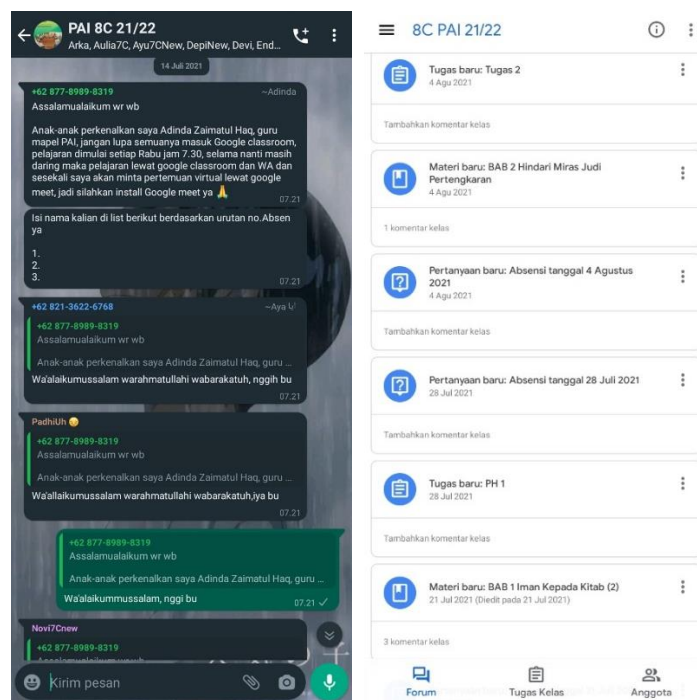 PAI 8C 21/22
Arka, Aulia7C, Ayu7CNew, DepiNew, Devi, End...
14 Juli 2021
+62 877-8989-8319 ~Adinda
Assalamualaikum wr wb
Anak-anak perkenalkan saya Adinda Zaimatul Haq, guru
mapel PAI, jangan lupa semuanya masuk Google classroom,
pelajaran dimulai setiap Rabu jam 7.30, selama nanti masih
daring maka pelajaran lewat google classroom dan WA dan
sesekali saya akan minta pertemuan virtual lewat google
meet, jadi silahkan install Google meet ya 🙏
07.21
Isi nama kalian di list berikut berdasarkan urutan no.Absen
ya
1.
2.
3.
07.21
+62 821-3622-6768 ~Aya
+62 877-8989-8319
Assalamualaikum wr wb
Anak-anak perkenalkan saya Adinda Zaimatul Haq, guru ...
Wa'alaikumussalam warahmatullahi wabarakatuh, nggih bu
07.21
PadhiUh
+62 877-8989-8319
Assalamualaikum wr wb
Anak-anak perkenalkan saya Adinda Zaimatul Haq, guru ...
Wa'allaikumussalam warahmatullahi wabarakatuh,iya bu
07.21
+62 877-8989-8319
Assalamualaikum wr wb
Anak-anak perkenalkan saya Adinda Zaimatul Haq, guru ...
Wa'alaikummussalam, nggi bu
07.21
Novi7Cnew
+62 877-8989-8319
Kirim pesan
8C PAI 21/22
Tugas baru: Tugas 2
4 Agu 2021
Tambahkan komentar kelas
Materi baru: BAB 2 Hindari Miras Judi
Pertengkaran
4 Agu 2021
1 komentar kelas
Pertanyaan baru: Absensi tanggal 4 Agustus
2021
4 Agu 2021
Tambahkan komentar kelas
Pertanyaan baru: Absensi tanggal 28 Juli 2021
28 Jul 2021
Tambahkan komentar kelas
Tugas baru: PH 1
28 Jul 2021
Tambahkan komentar kelas
Materi baru: BAB 1 Iman Kepada Kitab (2)
21 Jul 2021 (Diedit pada 21 Jul 2021)
3 komentar kelas
Forum
Tugas Kelas
Anggota